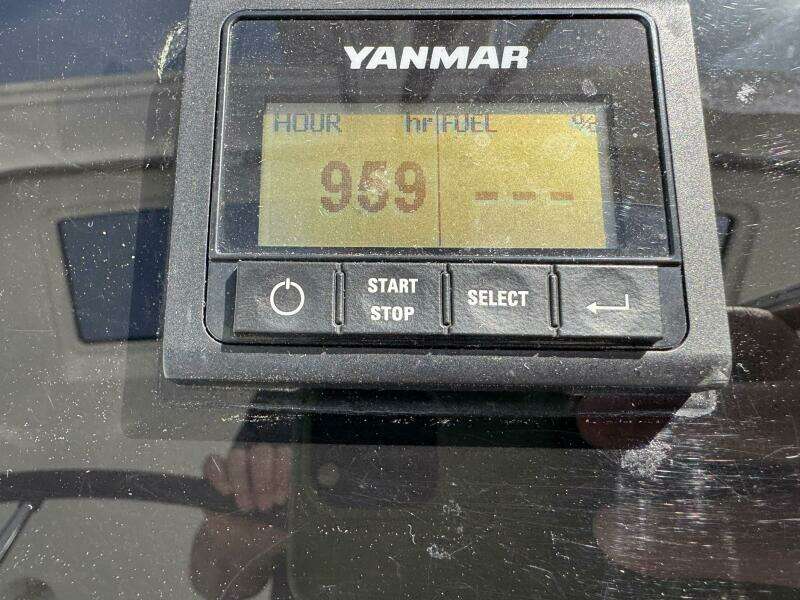 YANMAR
HOUR hr FUEL %
959 ---
START
STOP
SELECT